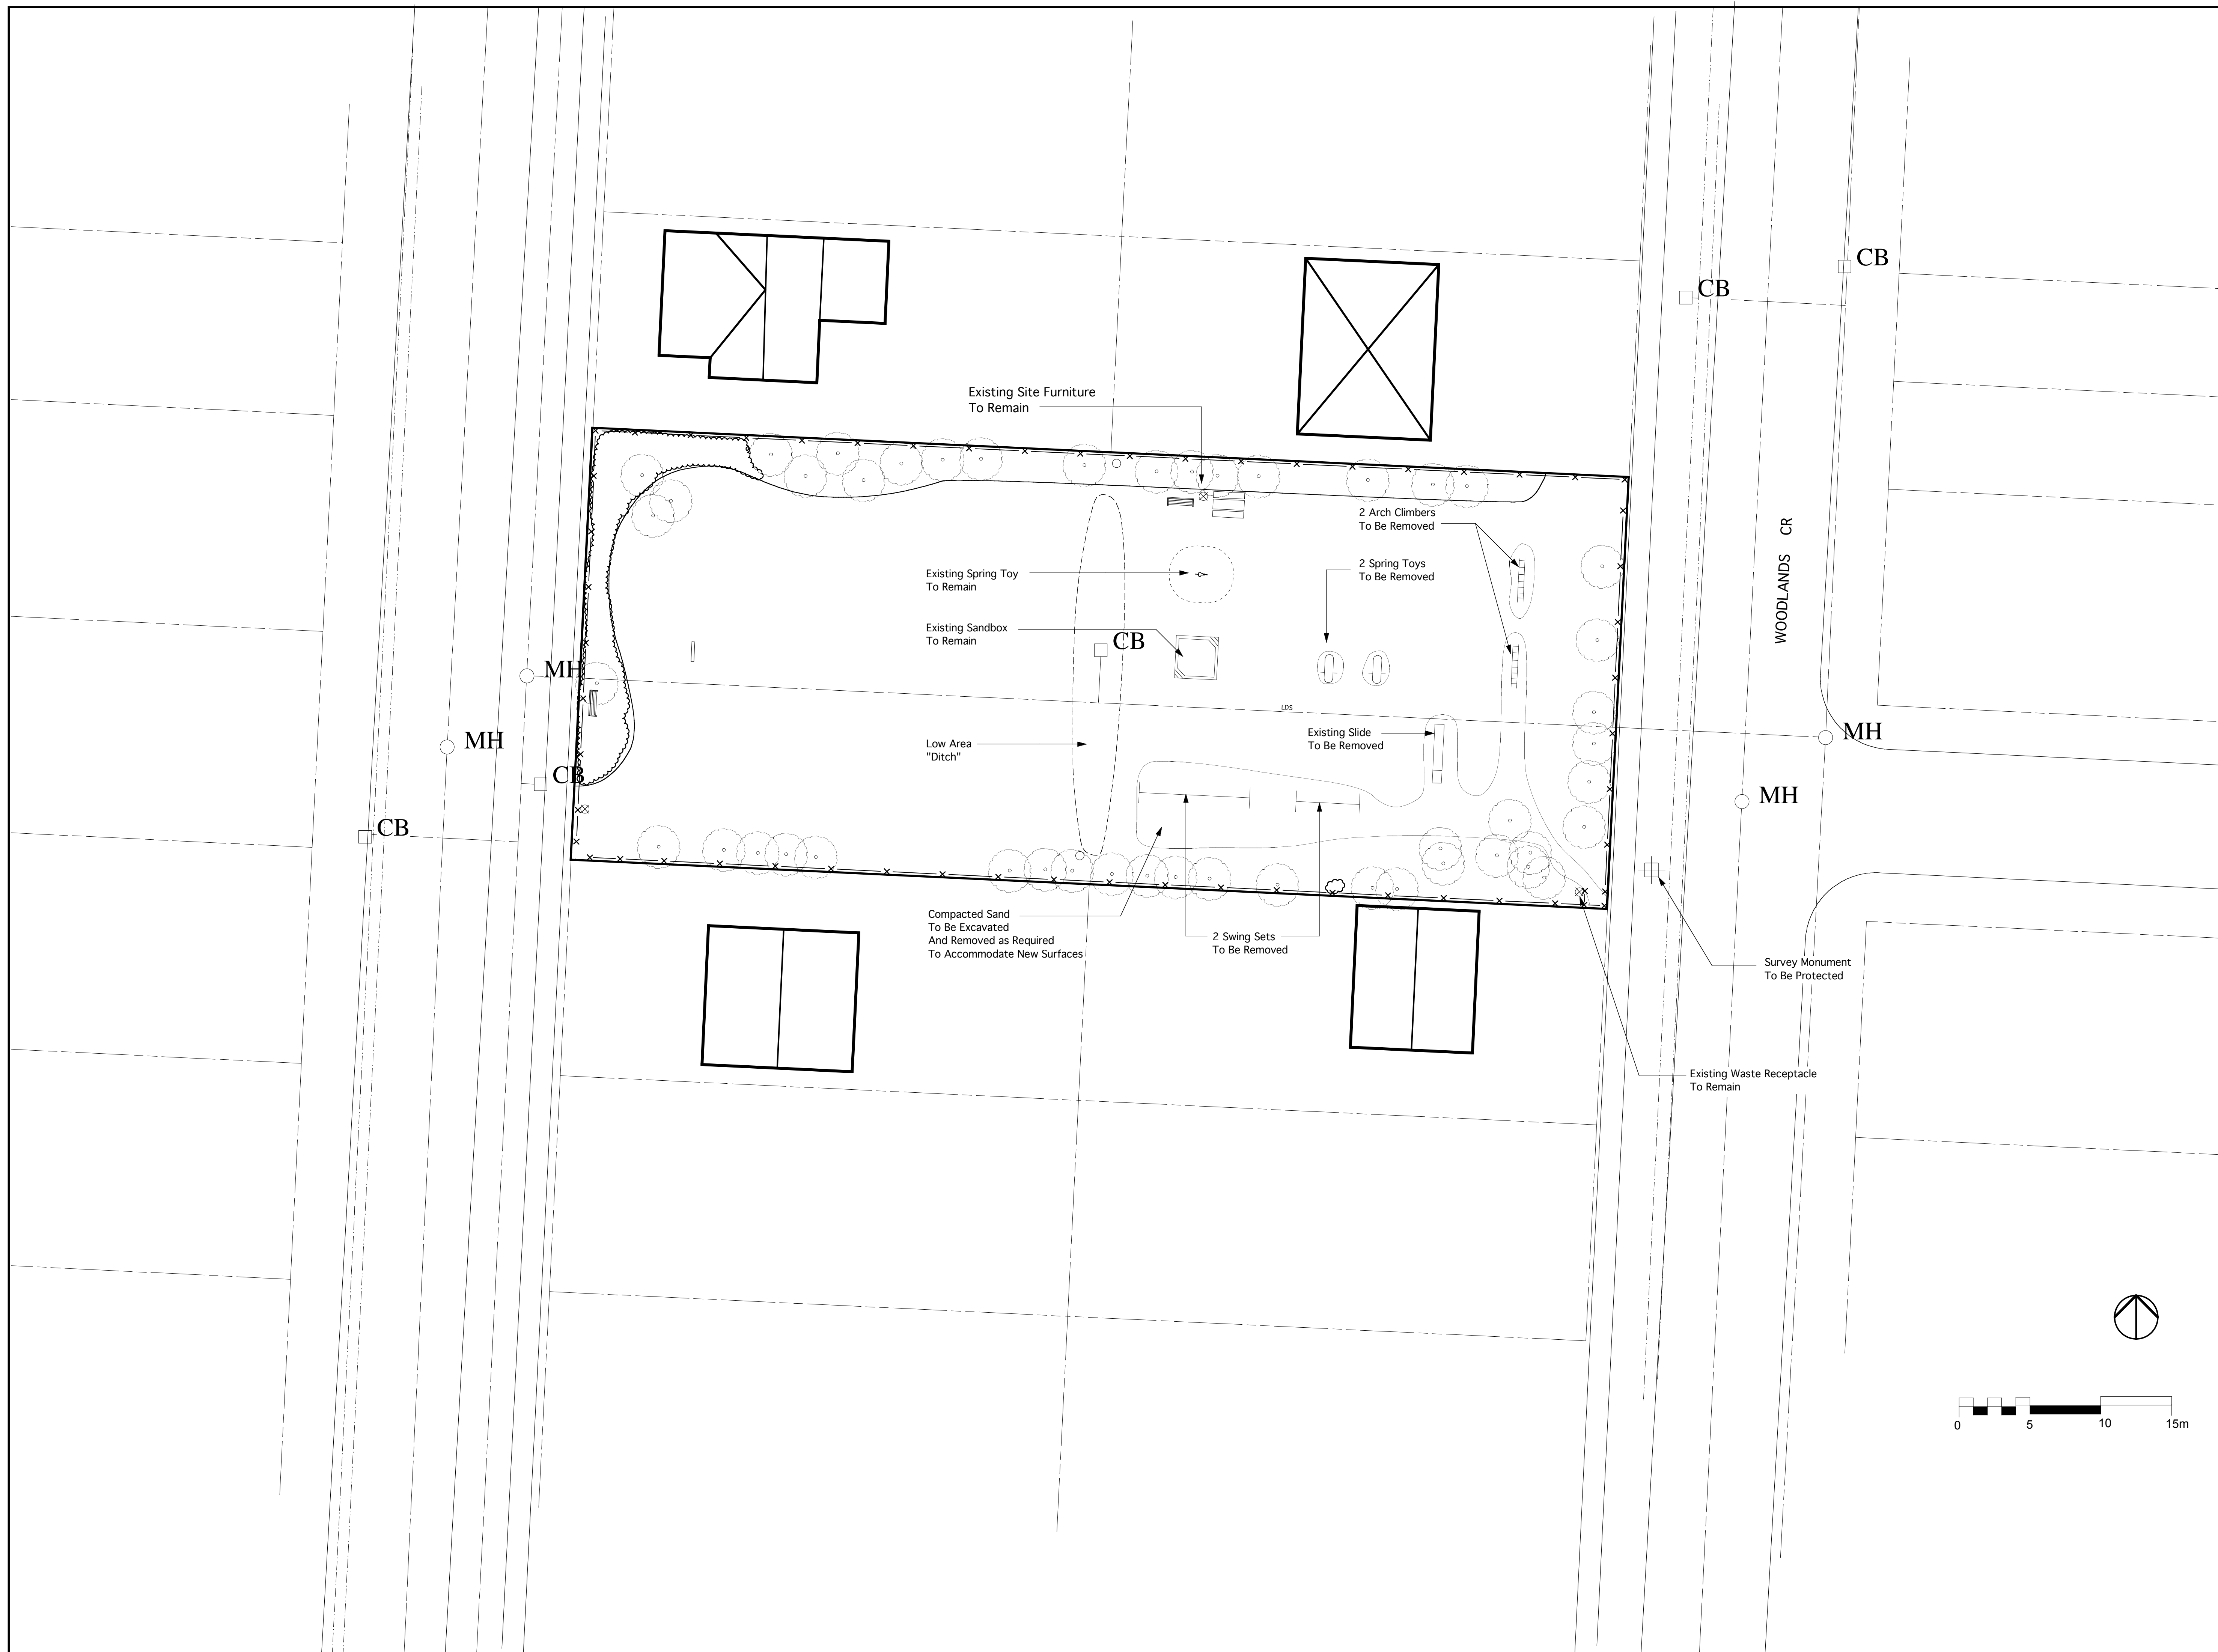 CB
CB
Existing Site Furniture
To Remain
2 Arch Climbers
To Be Removed
WOODLANDS CR
Existing Spring Toy
To Remain
2 Spring Toys
To Be Removed
Existing Sandbox
To Remain
CB
MH
LDS
MH
Low Area
"Ditch"
Existing Slide
To Be Removed
MH
CB
MH
CB
Compacted Sand
To Be Excavated
And Removed as Required
To Accommodate New Surfaces
2 Swing Sets
To Be Removed
Survey Monument
To Be Protected
Existing Waste Receptacle
To Remain
0 5 10 15m